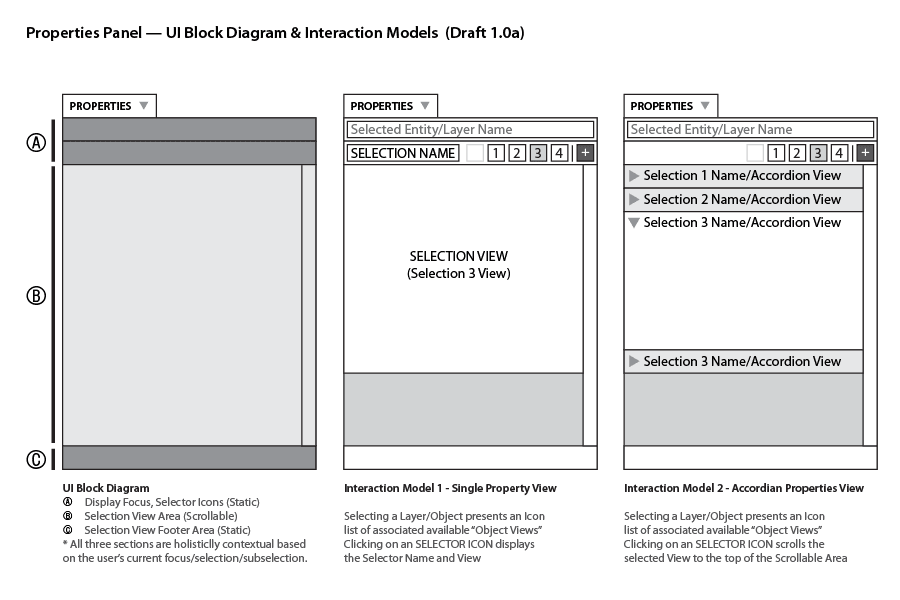 Properties Panel — UI Block Diagram & Interaction Models (Draft 1.0a)
PROPERTIES
Ⓐ
Ⓑ
Ⓒ
UI Block Diagram
Ⓐ Display Focus, Selector Icons (Static)
Ⓑ Selection View Area (Scrollable)
Ⓒ Selection View Footer Area (Static)
* All three sections are holisticlly contextual based
on the user's current focus/selection/subselection.
PROPERTIES
Selected Entity/Layer Name
SELECTION NAME 1 2 3 4 +
SELECTION VIEW
(Selection 3 View)
Interaction Model 1 - Single Property View
Selecting a Layer/Object presents an Icon
list of associated available “Object Views”
Clicking on an SELECTOR ICON displays
the Selector Name and View
PROPERTIES
Selected Entity/Layer Name
1 2 3 4 +
Selection 1 Name/Accordion View
Selection 2 Name/Accordion View
Selection 3 Name/Accordion View
Selection 3 Name/Accordion View
Interaction Model 2 - Accordian Properties View
Selecting a Layer/Object presents an Icon
list of associated available “Object Views”
Clicking on an SELECTOR ICON scrolls the
selected View to the top of the Scrollable Area